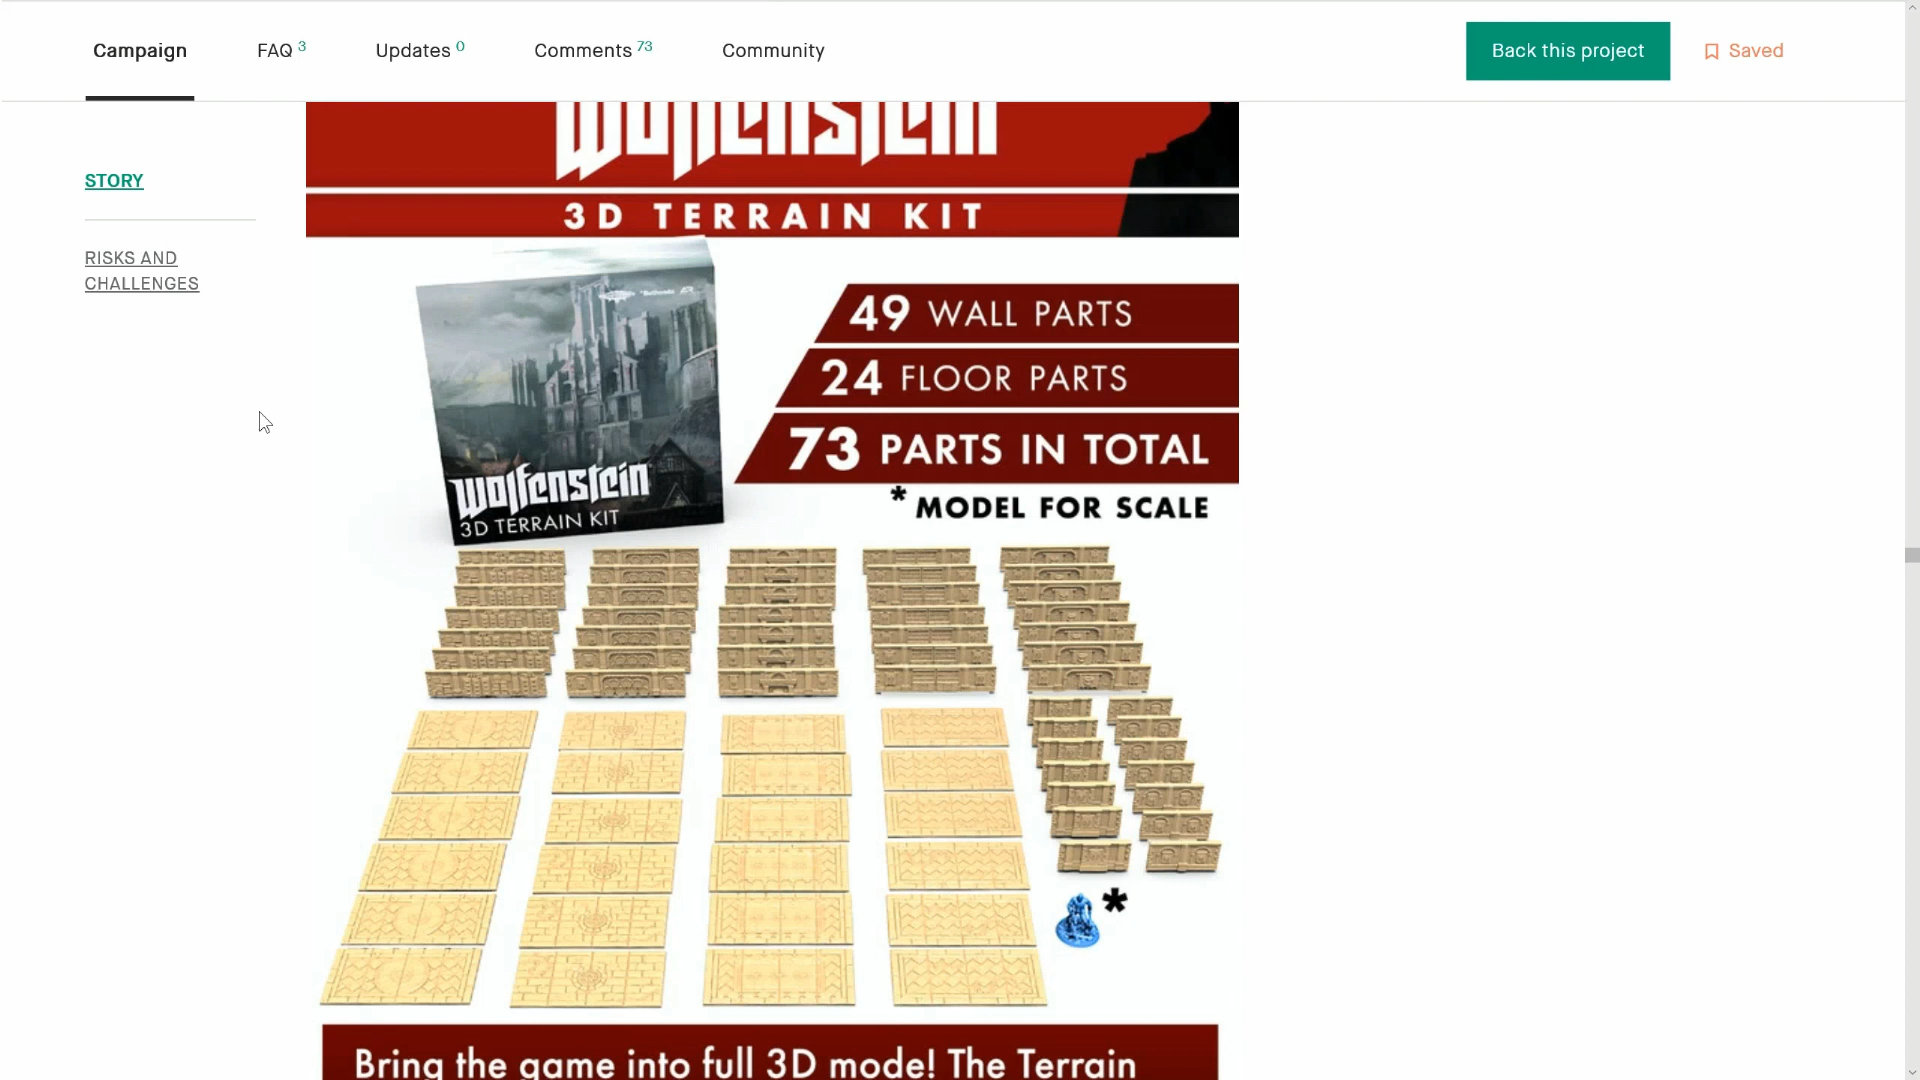 Campaign
FAQ 3
Updates 0
Comments 73
Community
Back this project
Saved
STORY
RISKS AND
CHALLENGES
Wolfenstein
3D TERRAIN KIT
49 WALL PARTS
24 FLOOR PARTS
73 PARTS IN TOTAL
* MODEL FOR SCALE
Wolfenstein
3D TERRAIN KIT
*
Bring the game into full 3D mode! The Terrain